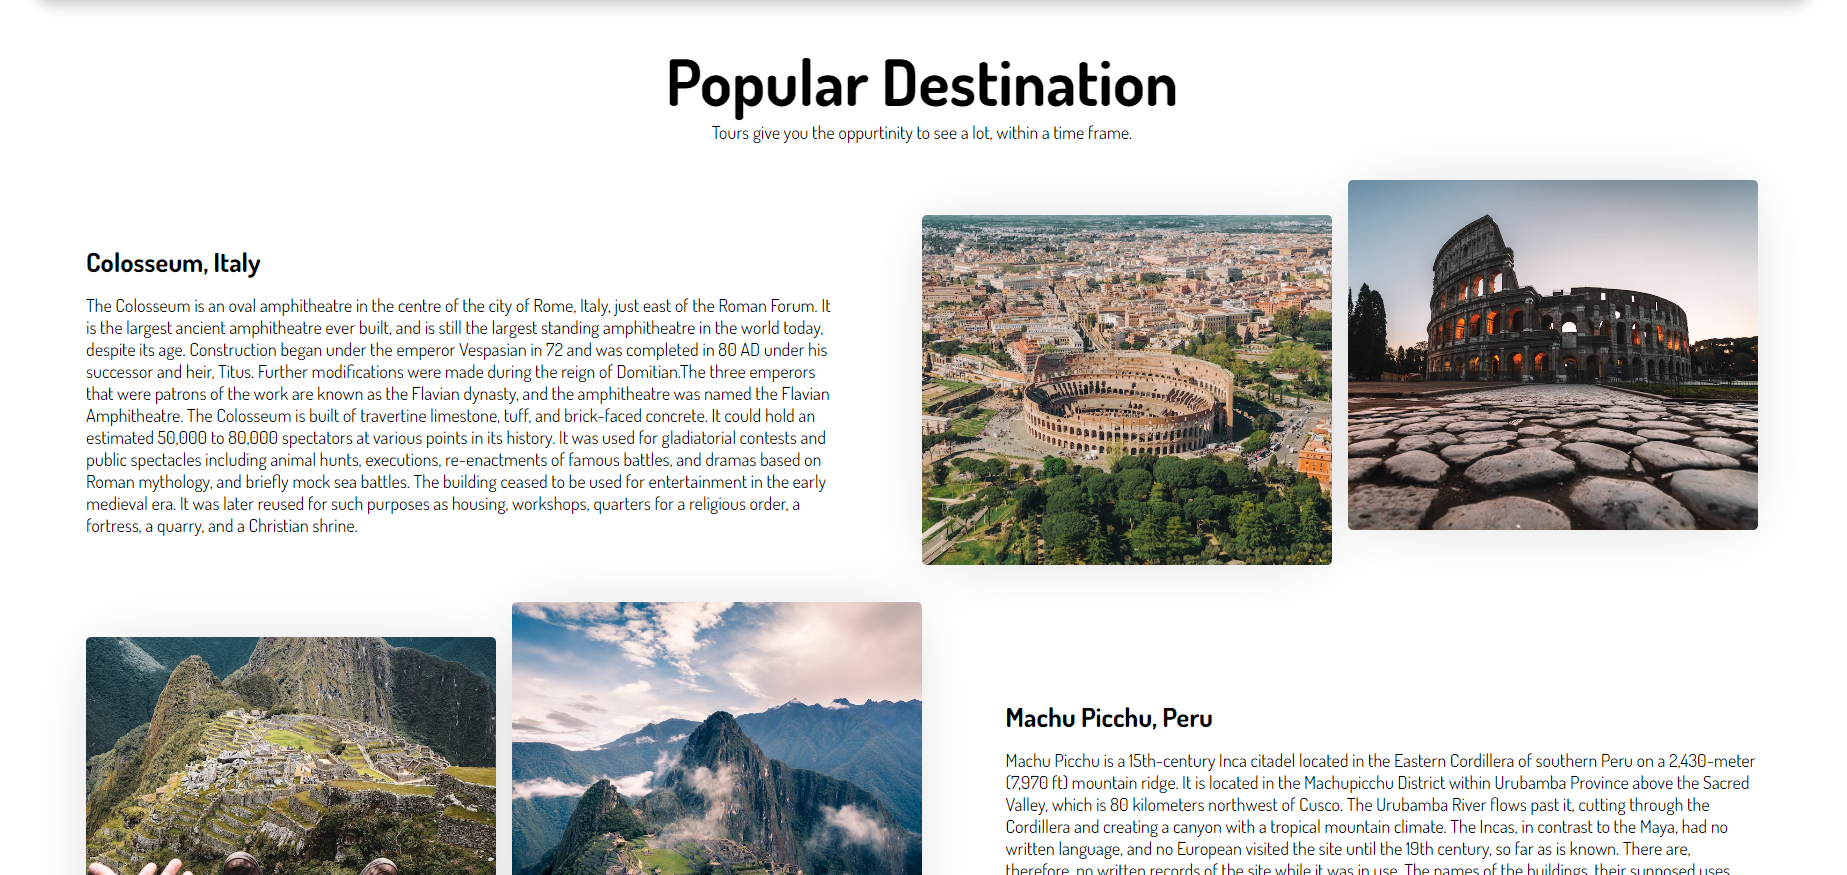 Popular Destination
Tours give you the oppurtinity to see a lot, within a time frame.
Colosseum, Italy
The Colosseum is an oval amphitheatre in the centre of the city of Rome, Italy, just east of the Roman Forum. It
is the largest ancient amphitheatre ever built, and is still the largest standing amphitheatre in the world today,
despite its age. Construction began under the emperor Vespasian in 72 and was completed in 80 AD under his
successor and heir, Titus. Further modifications were made during the reign of Domitian.The three emperors
that were patrons of the work are known as the Flavian dynasty, and the amphitheatre was named the Flavian
Amphitheatre. The Colosseum is built of travertine limestone, tuff, and brick-faced concrete. It could hold an
estimated 50,000 to 80,000 spectators at various points in its history. It was used for gladiatorial contests and
public spectacles including animal hunts, executions, re-enactments of famous battles, and dramas based on
Roman mythology, and briefly mock sea battles. The building ceased to be used for entertainment in the early
medieval era. It was later reused for such purposes as housing, workshops, quarters for a religious order, a
fortress, a quarry, and a Christian shrine.
Machu Picchu, Peru
Machu Picchu is a 15th-century Inca citadel located in the Eastern Cordillera of southern Peru on a 2,430-meter
(7,970 ft) mountain ridge. It is located in the Machupicchu District within Urubamba Province above the Sacred
Valley, which is 80 kilometers northwest of Cusco. The Urubamba River flows past it, cutting through the
Cordillera and creating a canyon with a tropical mountain climate. The Incas, in contrast to the Maya, had no
written language, and no European visited the site until the 19th century, so far as is known. There are,
therefore, no written records of the site while it was in use. The names of the buildings, their supposed uses,